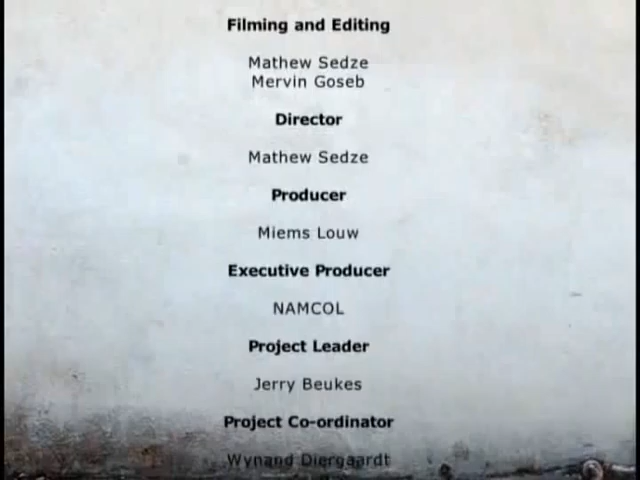 Filming and Editing
Mathew Sedze
Mervin Goseb
Director
Mathew Sedze
Producer
Miems Louw
Executive Producer
NAMCOL
Project Leader
Jerry Beukes
Project Co-ordinator
Wynand Diergaardt